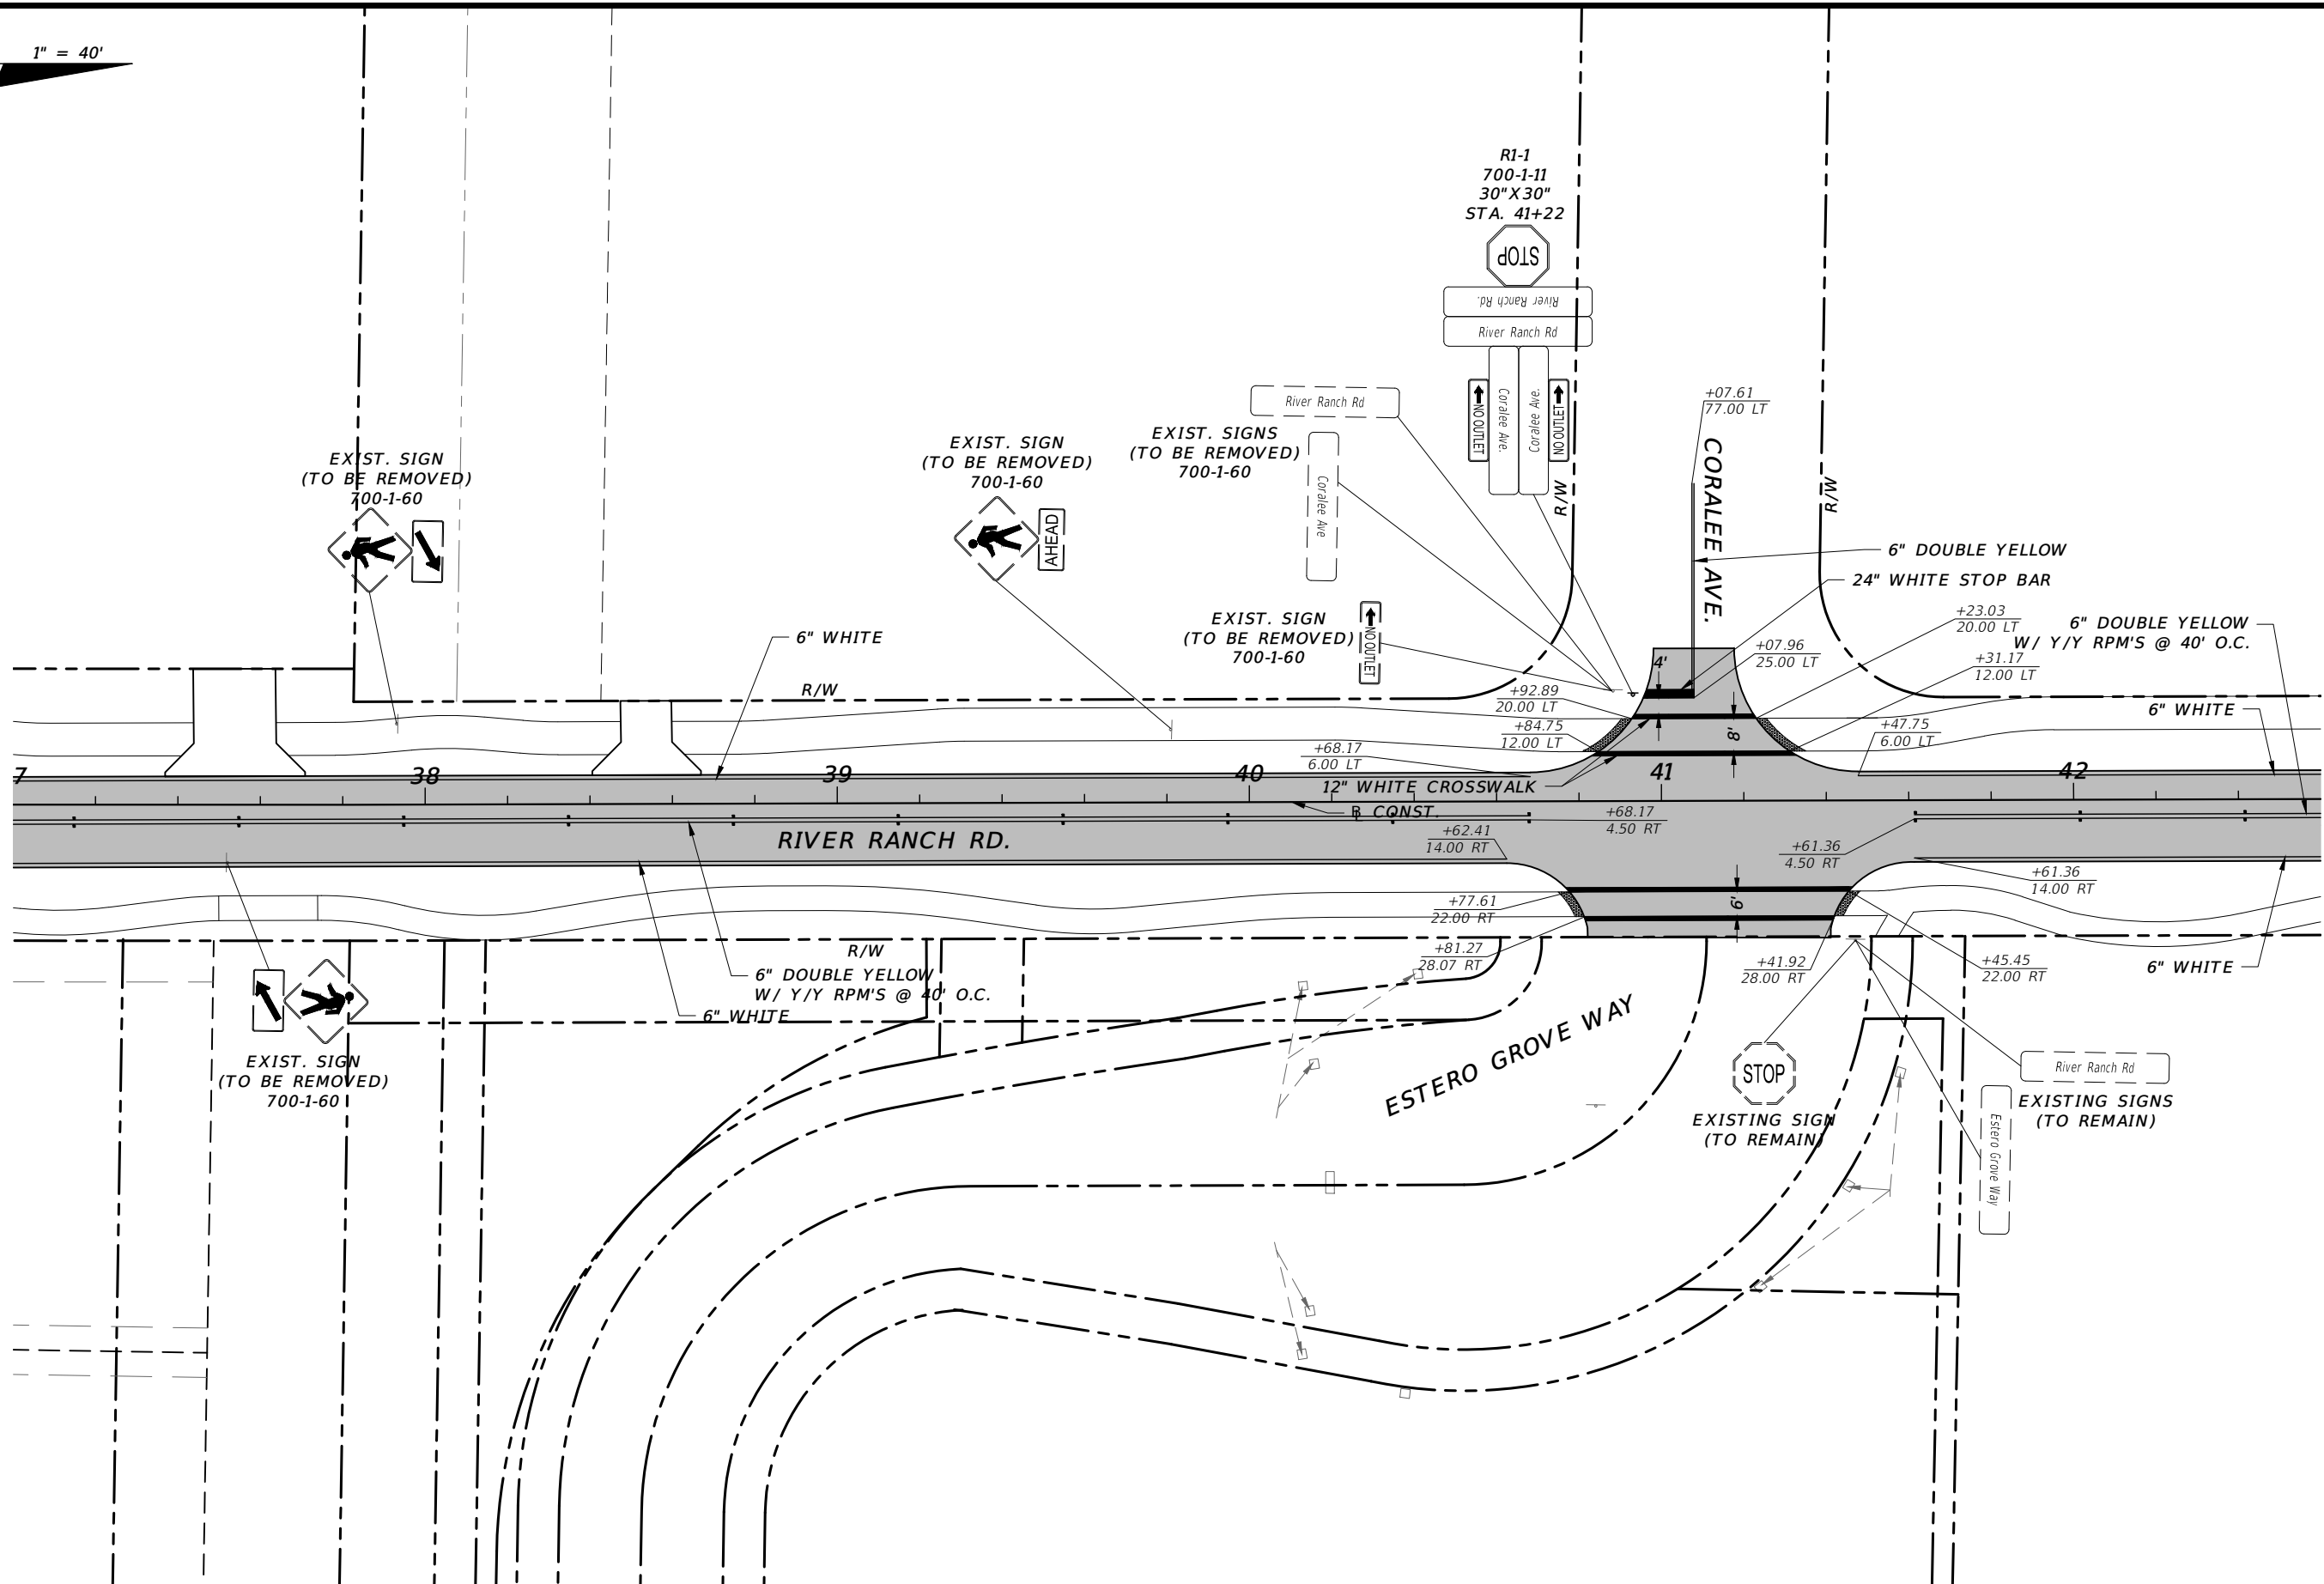 1" = 40'
R1-1
700-1-11
30"X30"
STA. 41+22
STOP
River Ranch Rd.
River Ranch Rd
NO OUTLET
Coralee Ave.
Coralee Ave.
NO OUTLET
River Ranch Rd
EXIST. SIGNS
(TO BE REMOVED)
700-1-60
Coralee Ave
EXIST. SIGN
(TO BE REMOVED)
700-1-60
AHEAD
EXIST. SIGN
(TO BE REMOVED)
700-1-60
EXIST. SIGN
(TO BE REMOVED)
700-1-60
NO OUTLET
R/W
R/W
+07.61
77.00 LT
CORALEE AVE.
6" DOUBLE YELLOW
24" WHITE STOP BAR
+23.03
20.00 LT
6" DOUBLE YELLOW
W/ Y/Y RPM'S @ 40' O.C.
+07.96
25.00 LT
+31.17
12.00 LT
4'
6" WHITE
R/W
+92.89
20.00 LT
+84.75
12.00 LT
+47.75
6.00 LT
6" WHITE
8'
+68.17
6.00 LT
7
38
39
40
41
42
12" WHITE CROSSWALK
℄ CONST.
+68.17
4.50 RT
RIVER RANCH RD.
+62.41
14.00 RT
+61.36
4.50 RT
+61.36
14.00 RT
+77.61
22.00 RT
6'
R/W
+81.27
28.07 RT
+41.92
28.00 RT
+45.45
22.00 RT
6" WHITE
6" DOUBLE YELLOW
W/ Y/Y RPM'S @ 40' O.C.
6" WHITE
EXIST. SIGN
(TO BE REMOVED)
700-1-60
ESTERO GROVE WAY
STOP
EXISTING SIGN
(TO REMAIN)
River Ranch Rd
EXISTING SIGNS
(TO REMAIN)
Estero Grove Way